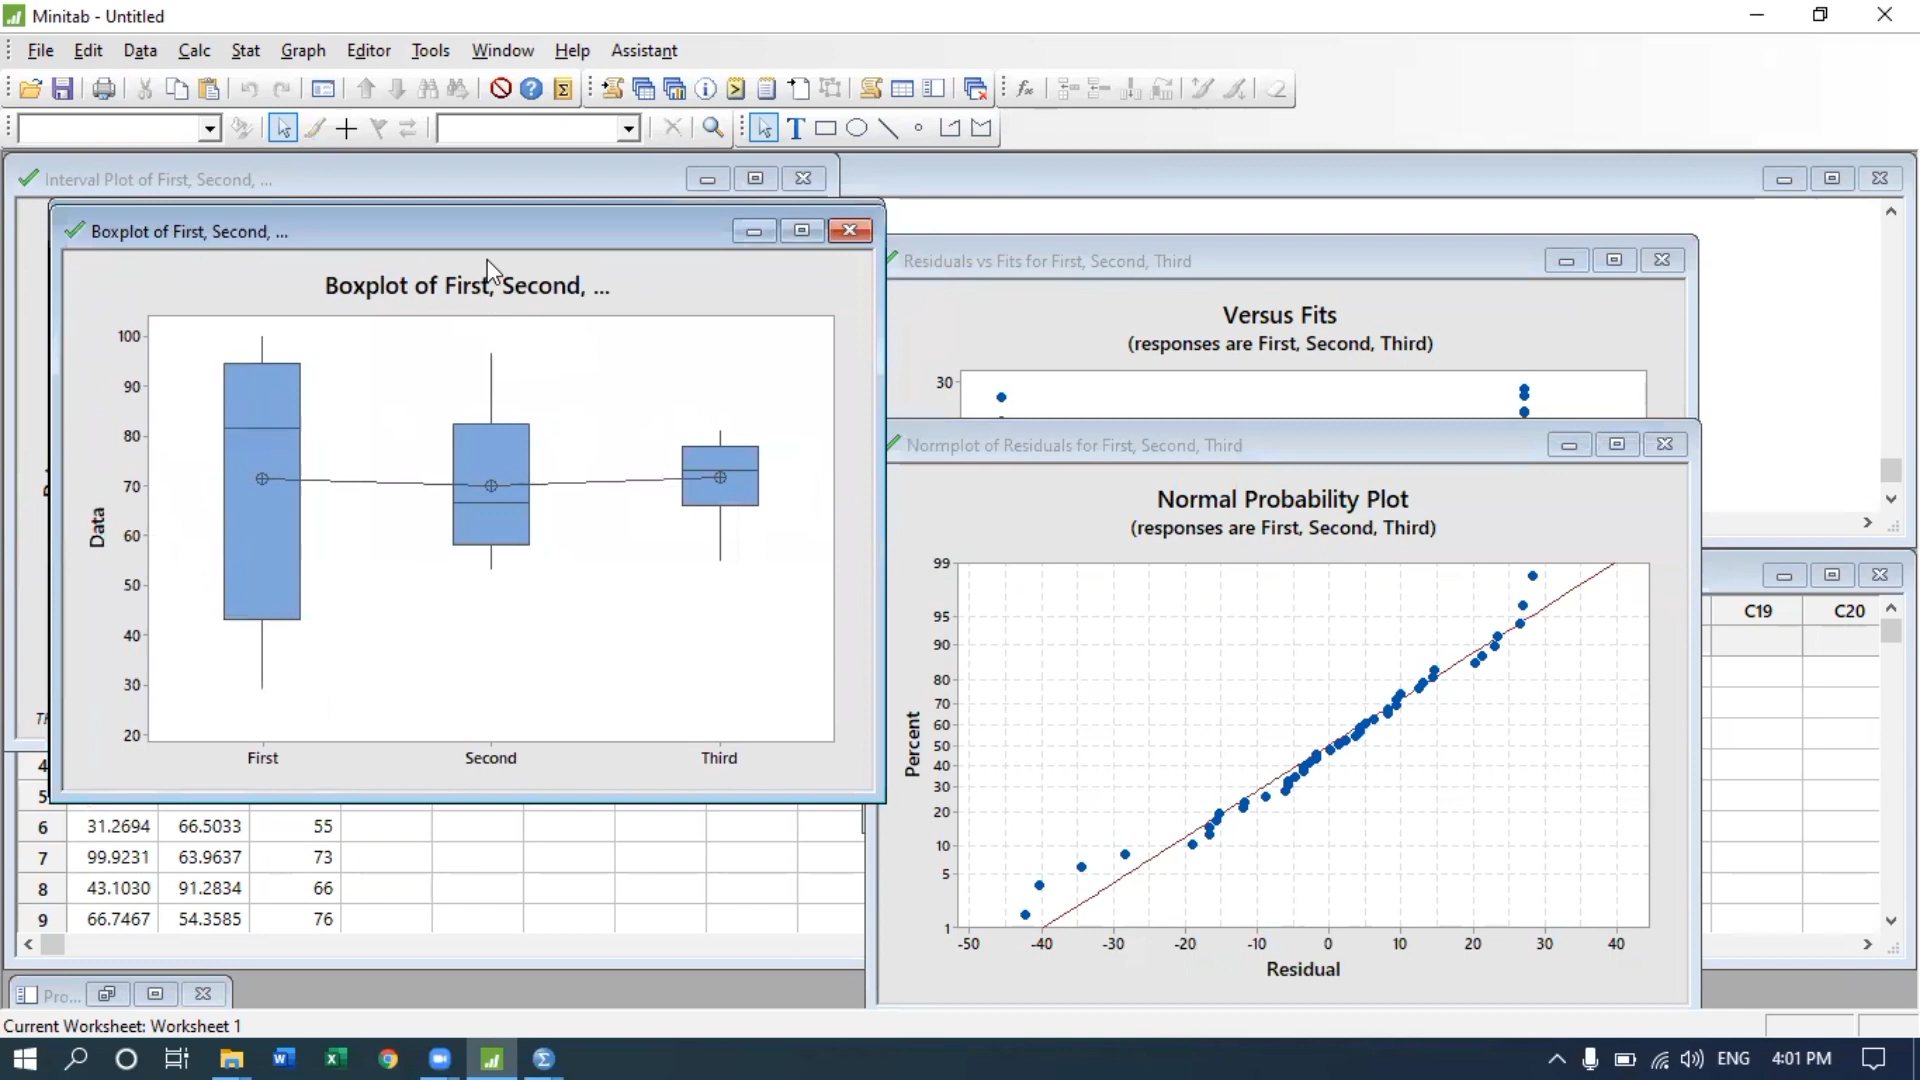 Minitab - Untitled
File Edit Data Calc Stat Graph Editor Tools Window Help Assistant
Interval Plot of First, Second, ...
Boxplot of First, Second, ...
Boxplot of First, Second, ...
100
90
80
70
60
50
40
30
20
Data
First Second Third
Residuals vs Fits for First, Second, Third
Versus Fits
(responses are First, Second, Third)
30
Normplot of Residuals for First, Second, Third
Normal Probability Plot
(responses are First, Second, Third)
99
95
90
80
70
60
50
40
30
20
10
5
1
Percent
-50 -40 -30 -20 -10 0 10 20 30 40
Residual
C19 C20
4
5
6 31.2694 66.5033 55
7 99.9231 63.9637 73
8 43.1030 91.2834 66
9 66.7467 54.3585 76
Pro...
Current Worksheet: Worksheet 1
ENG 4:01 PM